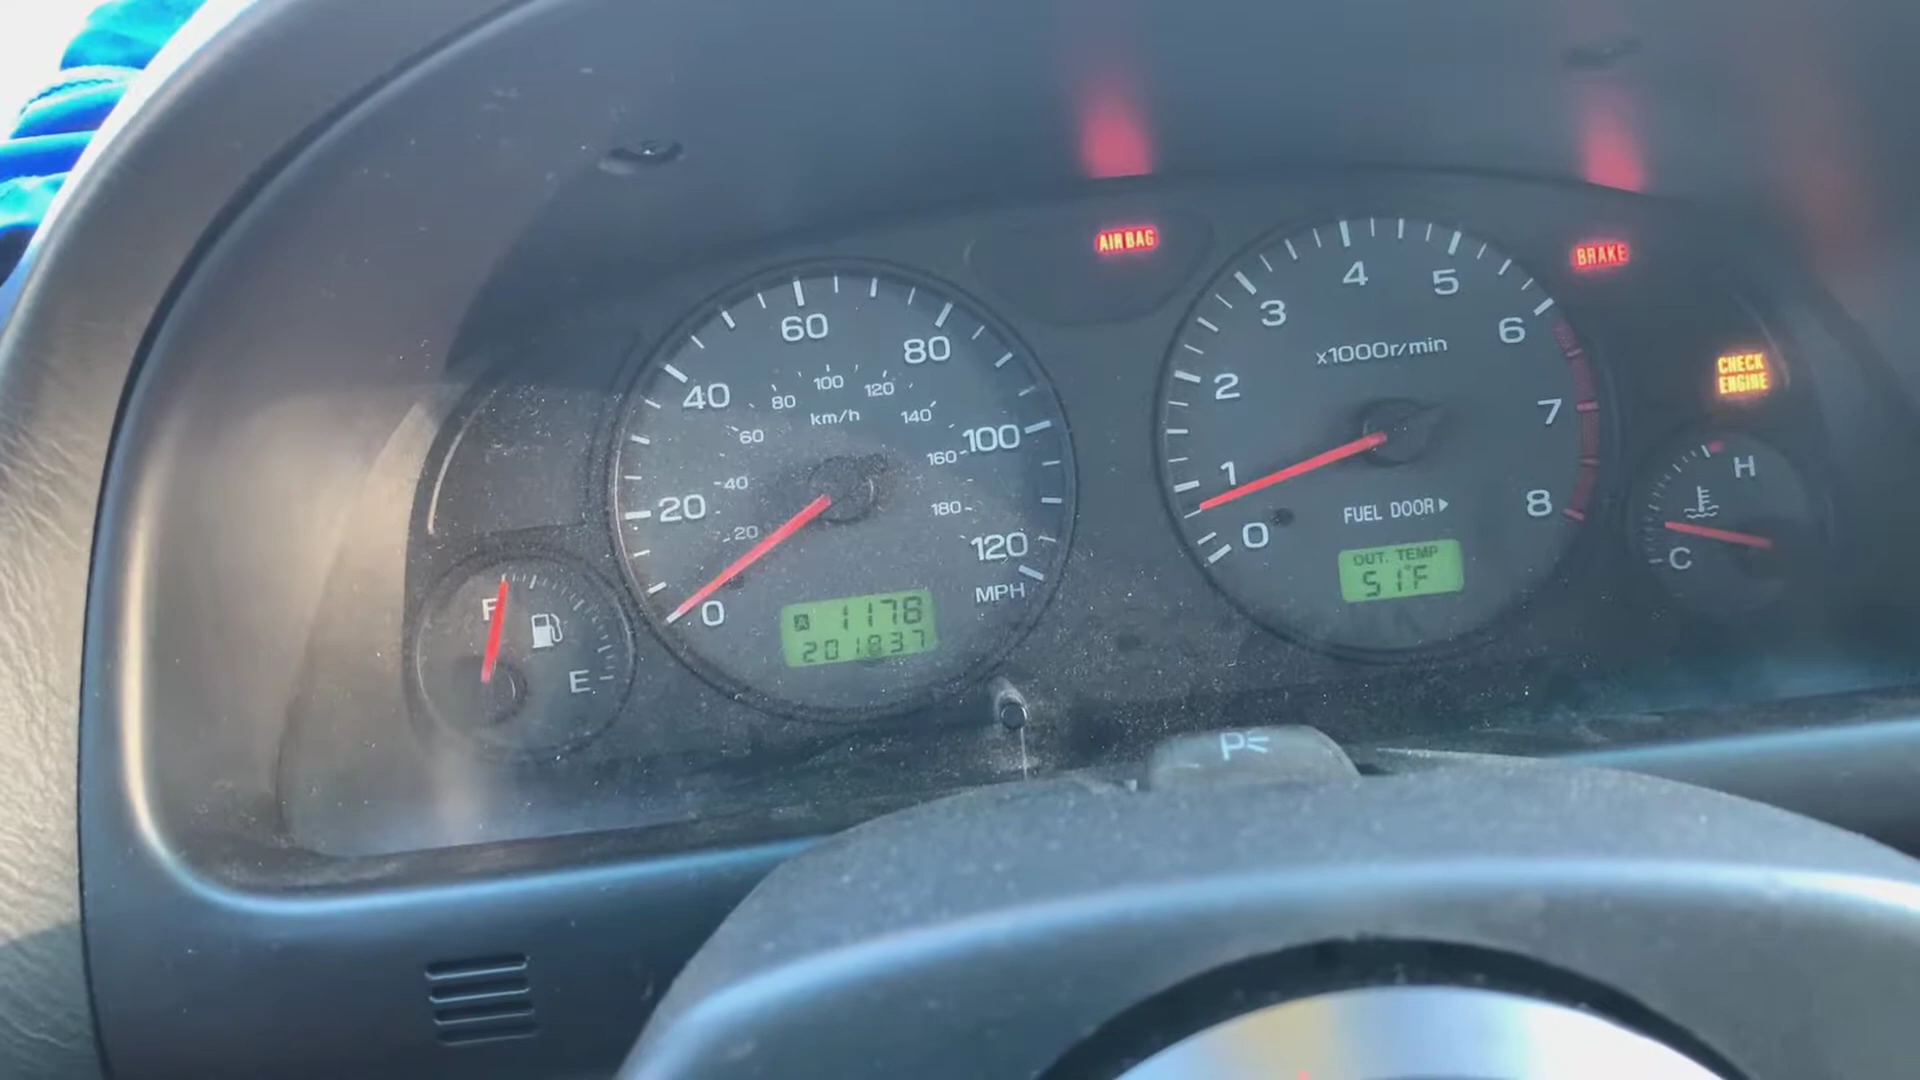 AIR BAG
BRAKE
CHECK
ENGINE
0
20
40
60
80
100
120
MPH
20
40
60
80
100
120
140
160
180
km/h
A 1178
201837
0
1
2
3
4
5
6
7
8
x1000r/min
FUEL DOOR
OUT. TEMP
51°F
F
E
H
C
P